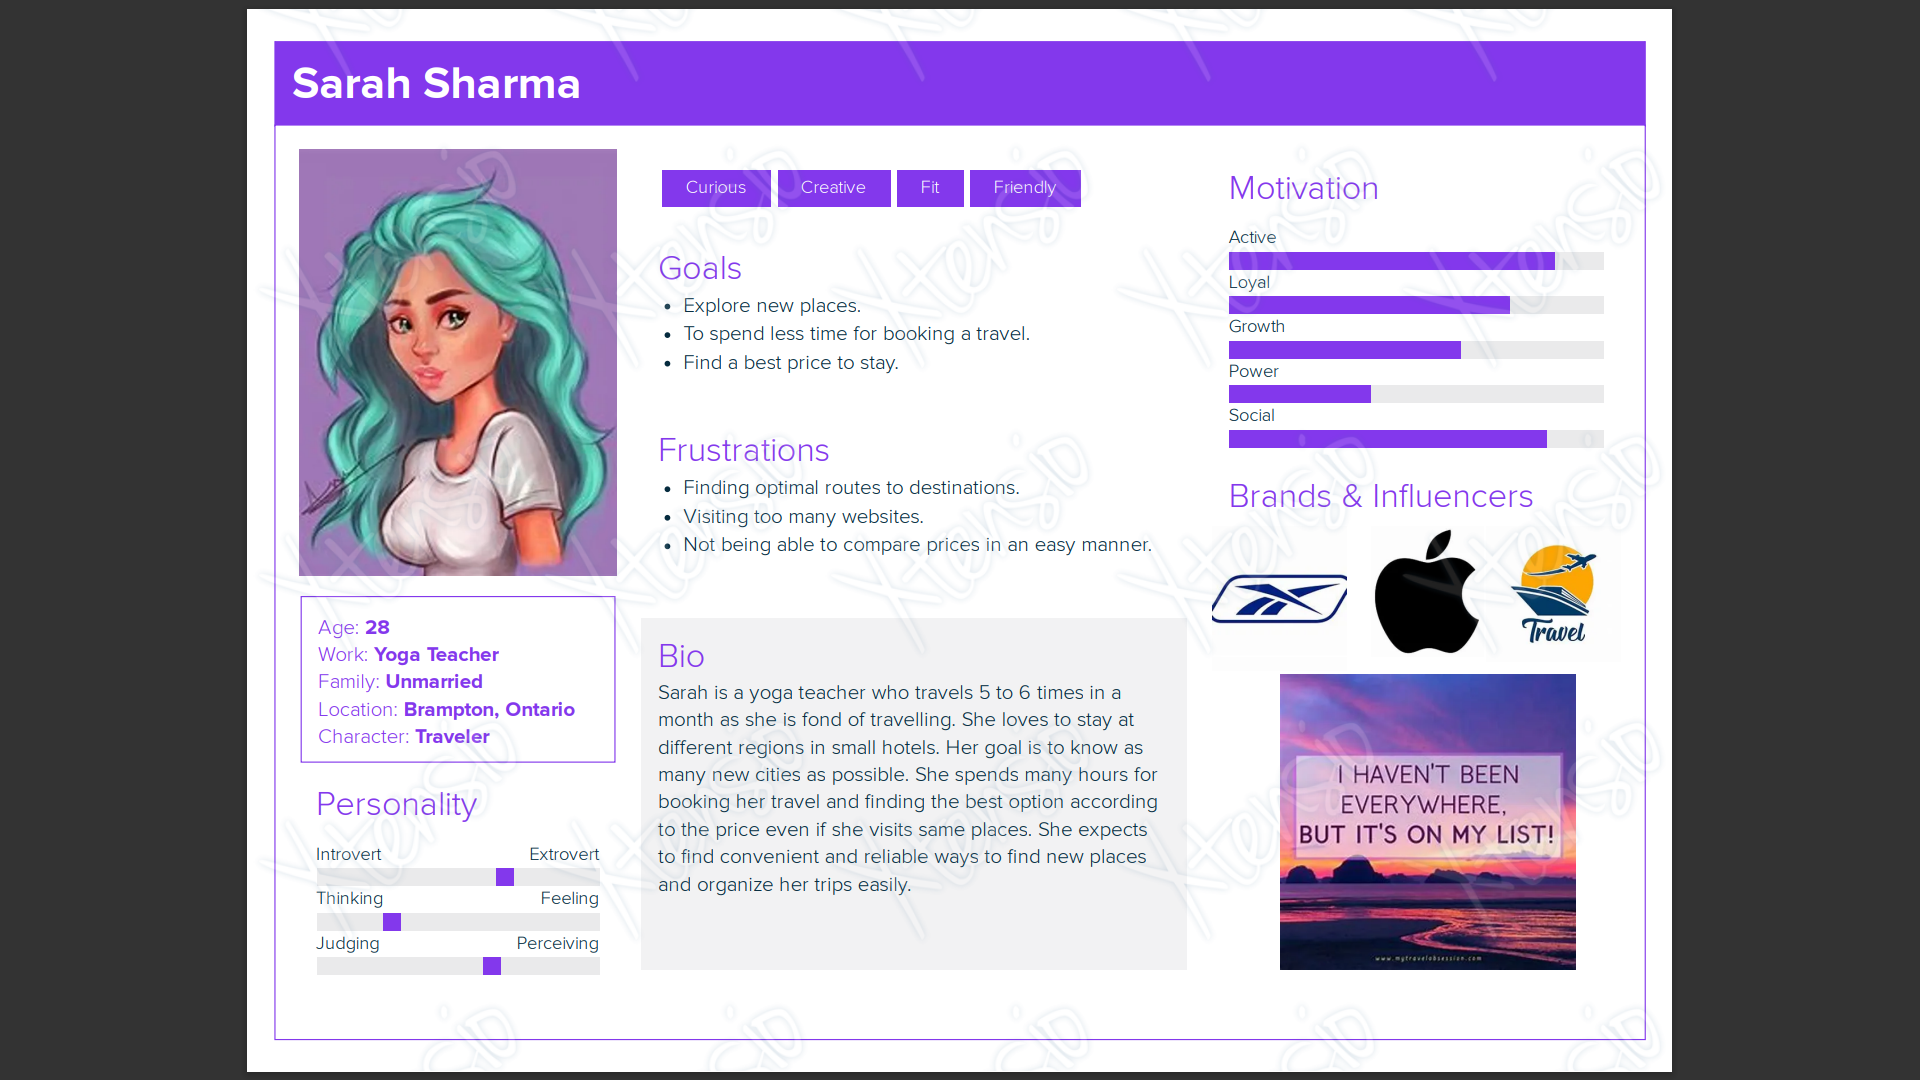 Sarah Sharma
Curious
Creative
Fit
Friendly
Goals
• Explore new places.
• To spend less time for booking a travel.
• Find a best price to stay.
Frustrations
• Finding optimal routes to destinations.
• Visiting too many websites.
• Not being able to compare prices in an easy manner.
Age: 28
Work: Yoga Teacher
Family: Unmarried
Location: Brampton, Ontario
Character: Traveler
Personality
Introvert Extrovert
Thinking Feeling
Judging Perceiving
Bio
Sarah is a yoga teacher who travels 5 to 6 times in a
month as she is fond of travelling. She loves to stay at
different regions in small hotels. Her goal is to know as
many new cities as possible. She spends many hours for
booking her travel and finding the best option according
to the price even if she visits same places. She expects
to find convenient and reliable ways to find new places
and organize her trips easily.
Motivation
Active
Loyal
Growth
Power
Social
Brands & Influencers
Travel
I HAVEN'T BEEN
EVERYWHERE,
BUT IT'S ON MY LIST!
www.mytravelobsession.com
Xtensio